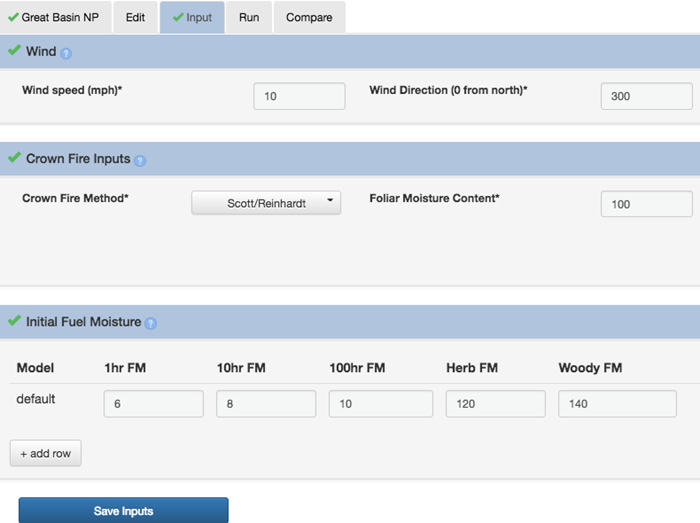 Great Basin NP Edit Input Run Compare
Wind ?
Wind speed (mph)* 10 Wind Direction (0 from north)* 300
Crown Fire Inputs ?
Crown Fire Method* Scott/Reinhardt Foliar Moisture Content* 100
Initial Fuel Moisture ?
Model 1hr FM 10hr FM 100hr FM Herb FM Woody FM
default 6 8 10 120 140
+ add row
Save Inputs